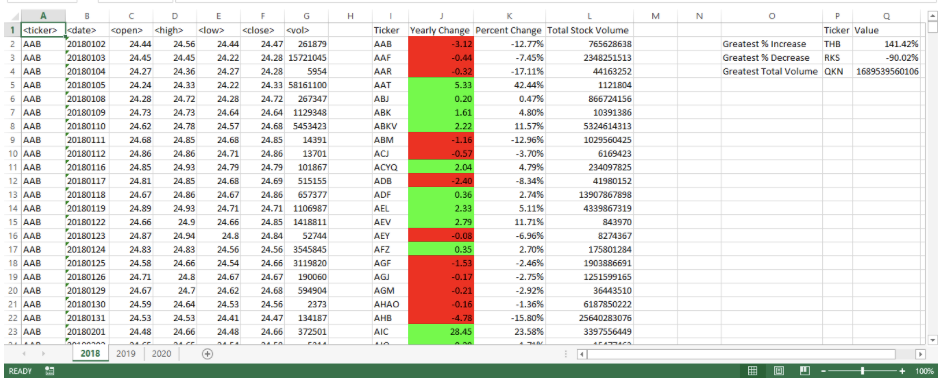 A B C D E F G H I J K L M N O P Q
1 <ticker> <date> <open> <high> <low> <close> <vol> Ticker Yearly Change Percent Change Total Stock Volume Ticker Value
2 AAB 20180102 24.44 24.56 24.44 24.47 261879 AAB -3.12 -12.77% 765628638 Greatest % Increase THB 141.42%
3 AAB 20180103 24.45 24.45 24.22 24.28 15721045 AAF -0.44 -7.45% 2348251513 Greatest % Decrease RKS -90.02%
4 AAB 20180104 24.27 24.36 24.27 24.28 5954 AAR -0.32 -17.11% 44163252 Greatest Total Volume QKN 1689539560106
5 AAB 20180105 24.24 24.33 24.22 24.33 58161100 AAT 5.33 42.44% 1121804
6 AAB 20180108 24.28 24.72 24.28 24.72 267347 ABJ 0.20 0.47% 866724156
7 AAB 20180109 24.73 24.73 24.64 24.64 1129348 ABK 1.61 4.80% 10391386
8 AAB 20180110 24.62 24.78 24.57 24.68 5453423 ABKV 2.22 11.57% 5324614313
9 AAB 20180111 24.68 24.85 24.68 24.85 14391 ABM -1.16 -12.96% 1029560425
10 AAB 20180112 24.86 24.86 24.71 24.86 13701 ACJ -0.57 -3.70% 6169423
11 AAB 20180116 24.85 24.93 24.79 24.79 101867 ACYQ 2.04 4.79% 234097825
12 AAB 20180117 24.81 24.85 24.68 24.69 515155 ADB -2.40 -8.34% 41980152
13 AAB 20180118 24.67 24.86 24.67 24.86 657377 ADF 0.36 2.74% 13907867898
14 AAB 20180119 24.89 24.93 24.71 24.71 1106987 AEL 2.33 5.11% 4339867319
15 AAB 20180122 24.66 24.9 24.66 24.85 1418811 AEV 2.79 11.71% 843970
16 AAB 20180123 24.87 24.94 24.8 24.84 52744 AEY -0.08 -6.96% 8274367
17 AAB 20180124 24.83 24.83 24.56 24.56 3545845 AFZ 0.35 2.70% 175801284
18 AAB 20180125 24.58 24.66 24.54 24.66 3119820 AGF -1.53 -2.46% 1903886691
19 AAB 20180126 24.71 24.8 24.67 24.67 190060 AGJ -0.17 -2.75% 1251599165
20 AAB 20180129 24.67 24.7 24.62 24.68 594904 AGM -0.21 -2.92% 36443510
21 AAB 20180130 24.59 24.64 24.53 24.56 2373 AHAO -0.16 -1.36% 6187850222
22 AAB 20180131 24.53 24.53 24.41 24.47 134187 AHB -4.78 -15.80% 25640283076
23 AAB 20180201 24.48 24.66 24.48 24.66 372501 AIC 28.45 23.58% 3397556449
2018 2019 2020
READY 100%